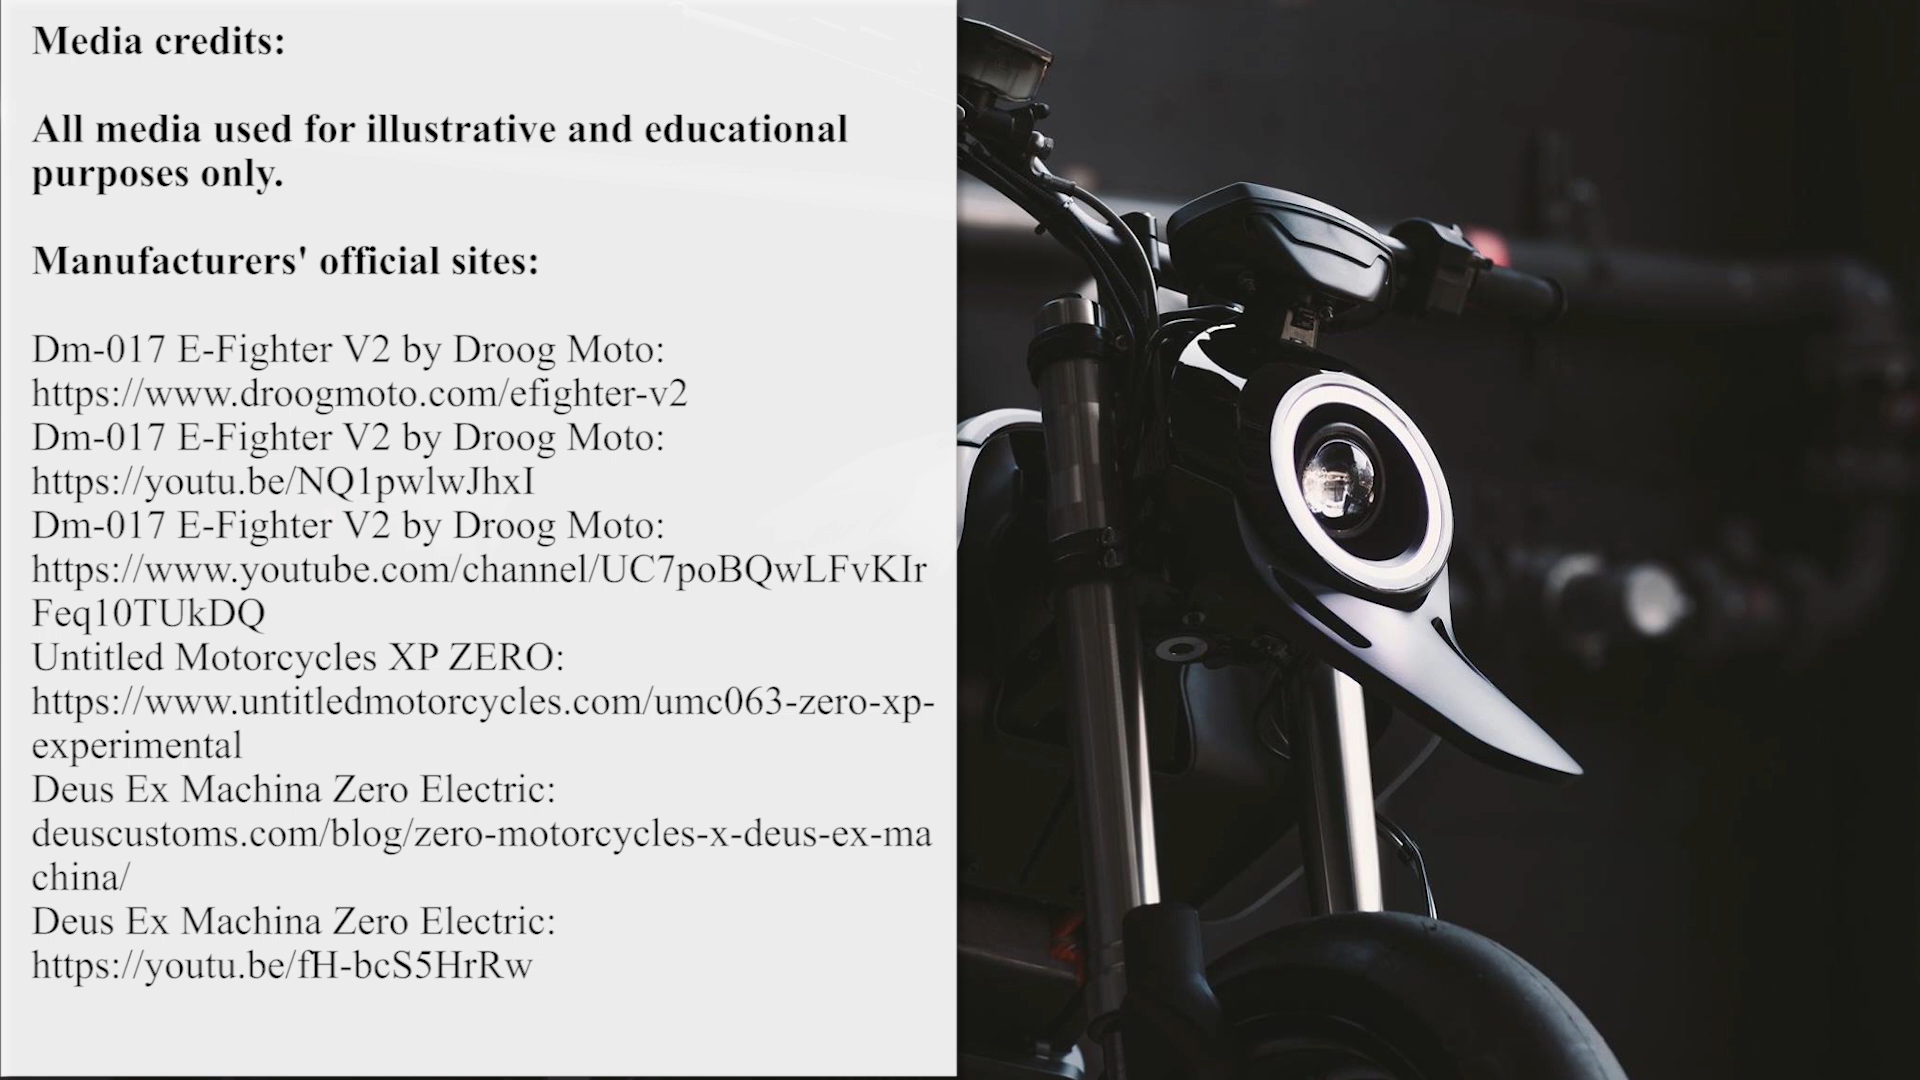 Media credits:
All media used for illustrative and educational
purposes only.
Manufacturers' official sites:
Dm-017 E-Fighter V2 by Droog Moto:
https://www.droogmoto.com/efighter-v2
Dm-017 E-Fighter V2 by Droog Moto:
https://youtu.be/NQ1pwlwJhxI
Dm-017 E-Fighter V2 by Droog Moto:
https://www.youtube.com/channel/UC7poBQwLFvKIr
Feq10TUkDQ
Untitled Motorcycles XP ZERO:
https://www.untitledmotorcycles.com/umc063-zero-xp-
experimental
Deus Ex Machina Zero Electric:
deuscustoms.com/blog/zero-motorcycles-x-deus-ex-ma
china/
Deus Ex Machina Zero Electric:
https://youtu.be/fH-bcS5HrRw